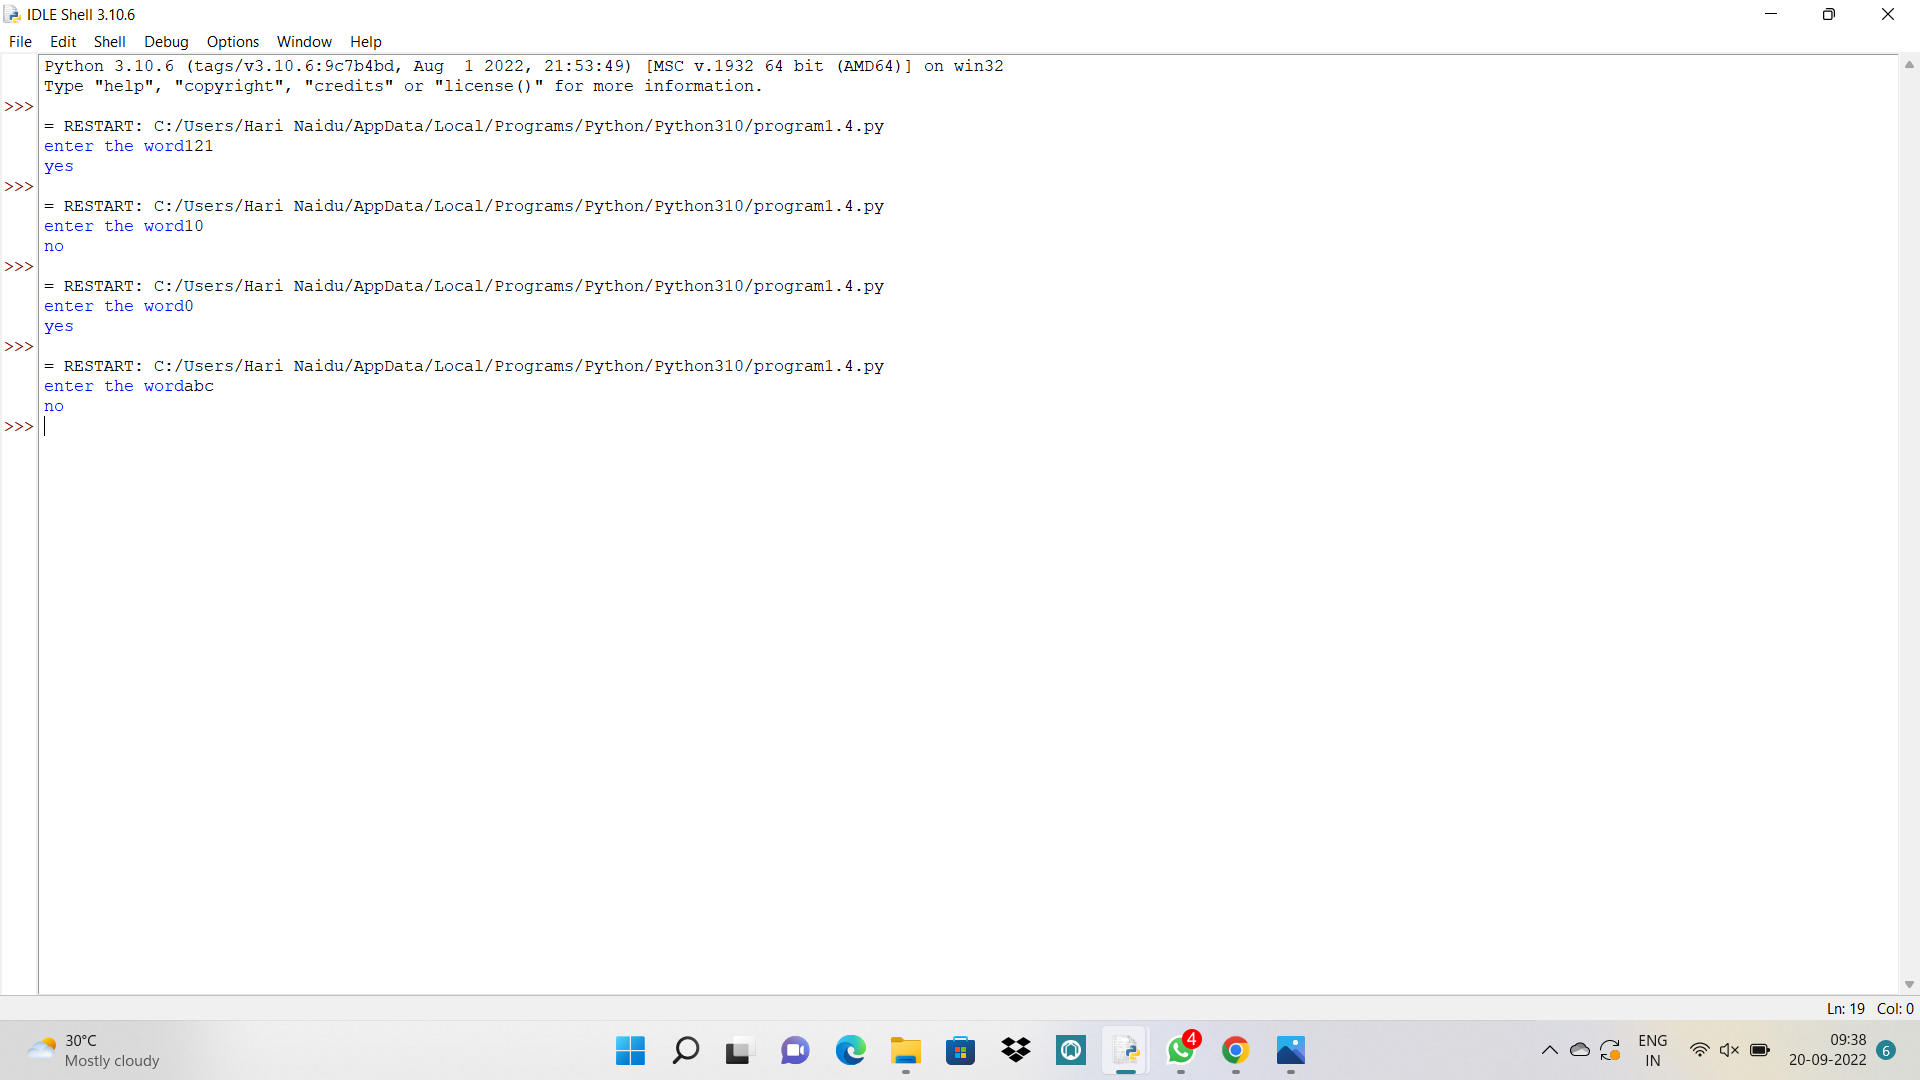 IDLE Shell 3.10.6
File Edit Shell Debug Options Window Help
Python 3.10.6 (tags/v3.10.6:9c7b4bd, Aug  1 2022, 21:53:49) [MSC v.1932 64 bit (AMD64)] on win32
Type "help", "copyright", "credits" or "license()" for more information.
>>>
= RESTART: C:/Users/Hari Naidu/AppData/Local/Programs/Python/Python310/program1.4.py
enter the word121
yes
>>>
= RESTART: C:/Users/Hari Naidu/AppData/Local/Programs/Python/Python310/program1.4.py
enter the word10
no
>>>
= RESTART: C:/Users/Hari Naidu/AppData/Local/Programs/Python/Python310/program1.4.py
enter the word0
yes
>>>
= RESTART: C:/Users/Hari Naidu/AppData/Local/Programs/Python/Python310/program1.4.py
enter the wordabc
no
>>>
Ln: 19 Col: 0
30°C
Mostly cloudy
4
ENG
IN
09:38
20-09-2022
6